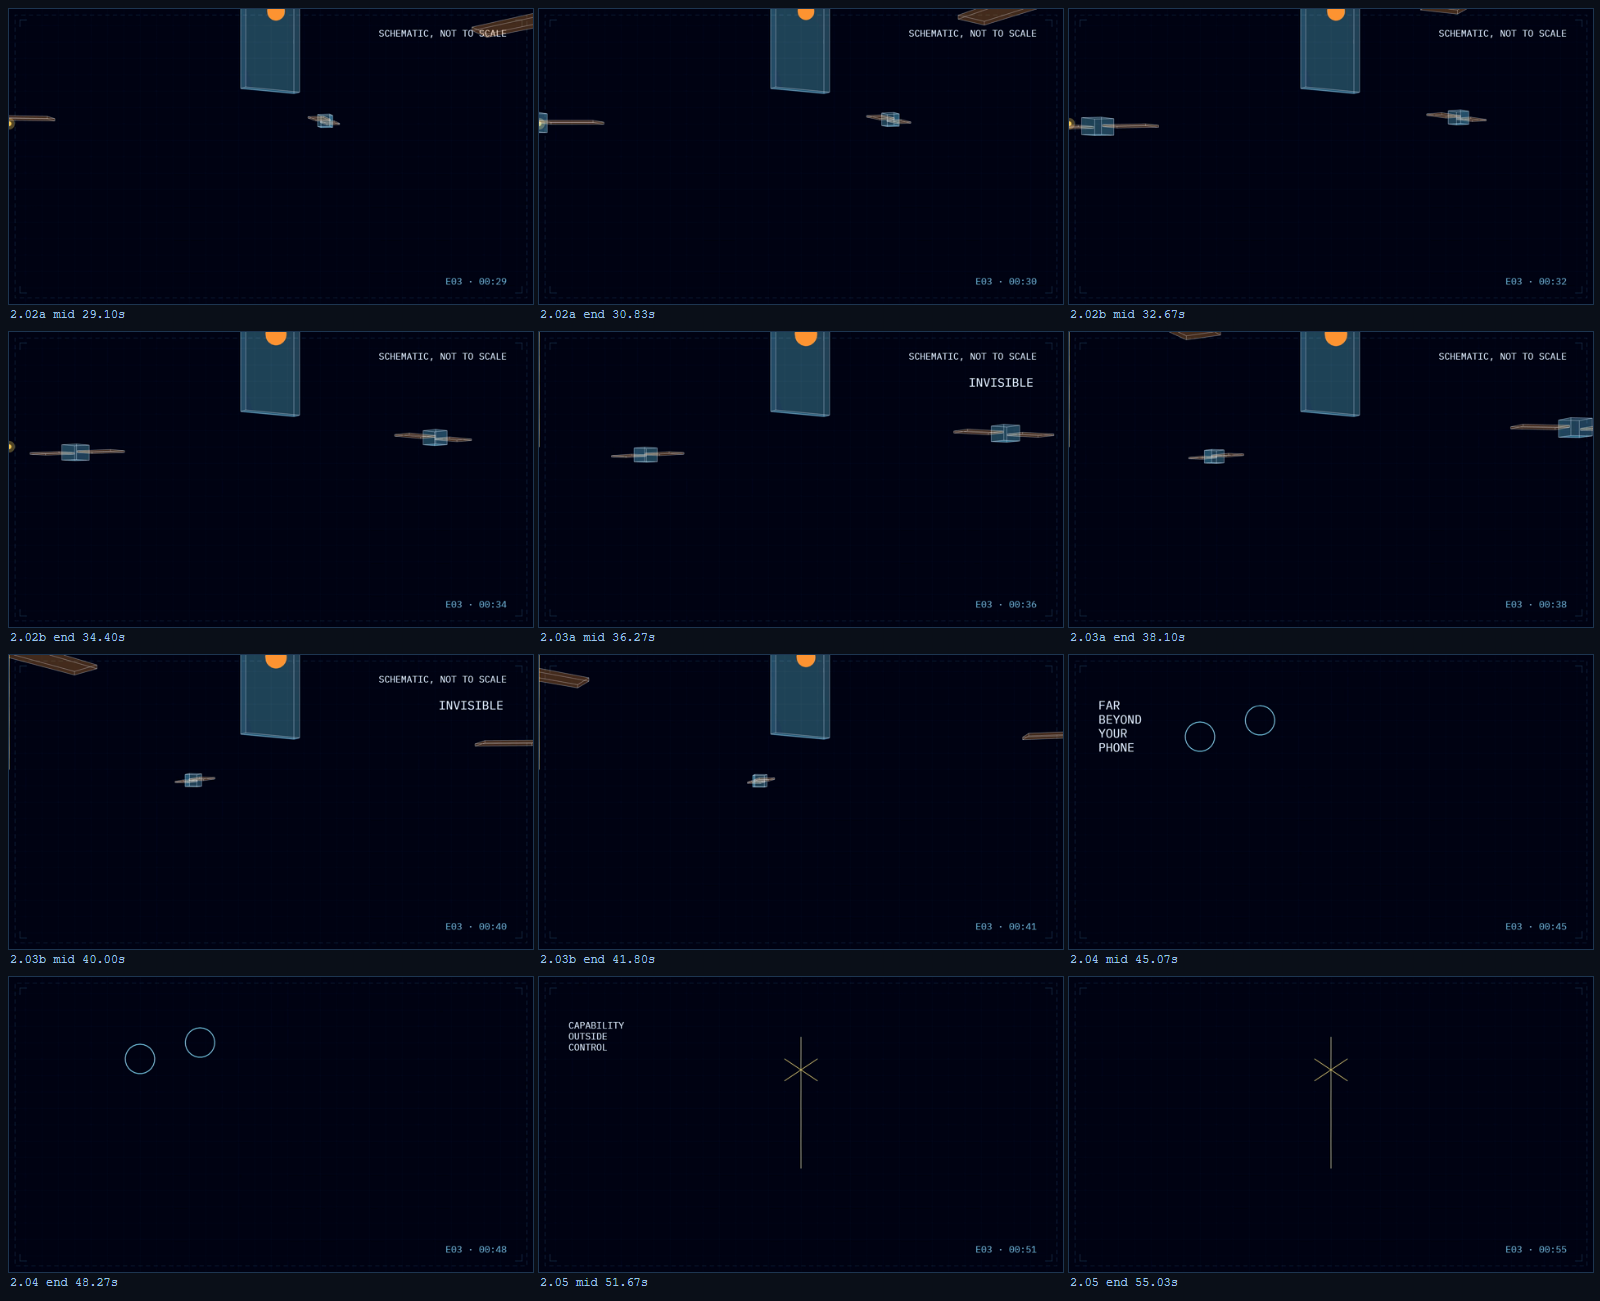 SCHEMATIC, NOT TO SCALE
E03 · 00:29
2.02a mid 29.10s
SCHEMATIC, NOT TO SCALE
E03 · 00:30
2.02a end 30.83s
SCHEMATIC, NOT TO SCALE
E03 · 00:32
2.02b mid 32.67s
SCHEMATIC, NOT TO SCALE
E03 · 00:34
2.02b end 34.40s
SCHEMATIC, NOT TO SCALE
INVISIBLE
E03 · 00:36
2.03a mid 36.27s
SCHEMATIC, NOT TO SCALE
E03 · 00:38
2.03a end 38.10s
SCHEMATIC, NOT TO SCALE
INVISIBLE
E03 · 00:40
2.03b mid 40.00s
E03 · 00:41
2.03b end 41.80s
FAR
BEYOND
YOUR
PHONE
E03 · 00:45
2.04 mid 45.07s
E03 · 00:48
2.04 end 48.27s
CAPABILITY
OUTSIDE
CONTROL
E03 · 00:51
2.05 mid 51.67s
E03 · 00:55
2.05 end 55.03s